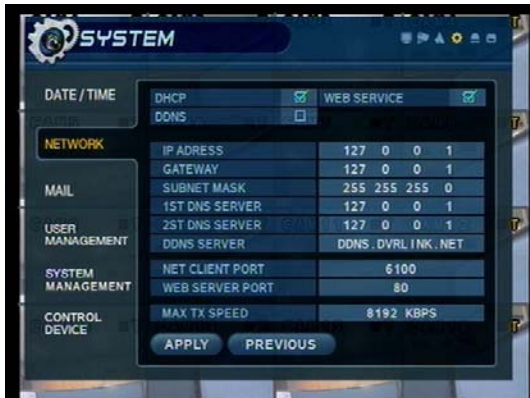 SYSTEM
DATE / TIME
NETWORK
MAIL
USER
MANAGEMENT
SYSTEM
MANAGEMENT
CONTROL
DEVICE
DHCP WEB SERVICE
DDNS
IP ADRESS 127 0 0 1
GATEWAY 127 0 0 1
SUBNET MASK 255 255 255 0
1ST DNS SERVER 127 0 0 1
2ST DNS SERVER 127 0 0 1
DDNS SERVER DDNS.DVRLINK.NET
NET CLIENT PORT 6100
WEB SERVER PORT 80
MAX TX SPEED 8192 KBPS
APPLY PREVIOUS